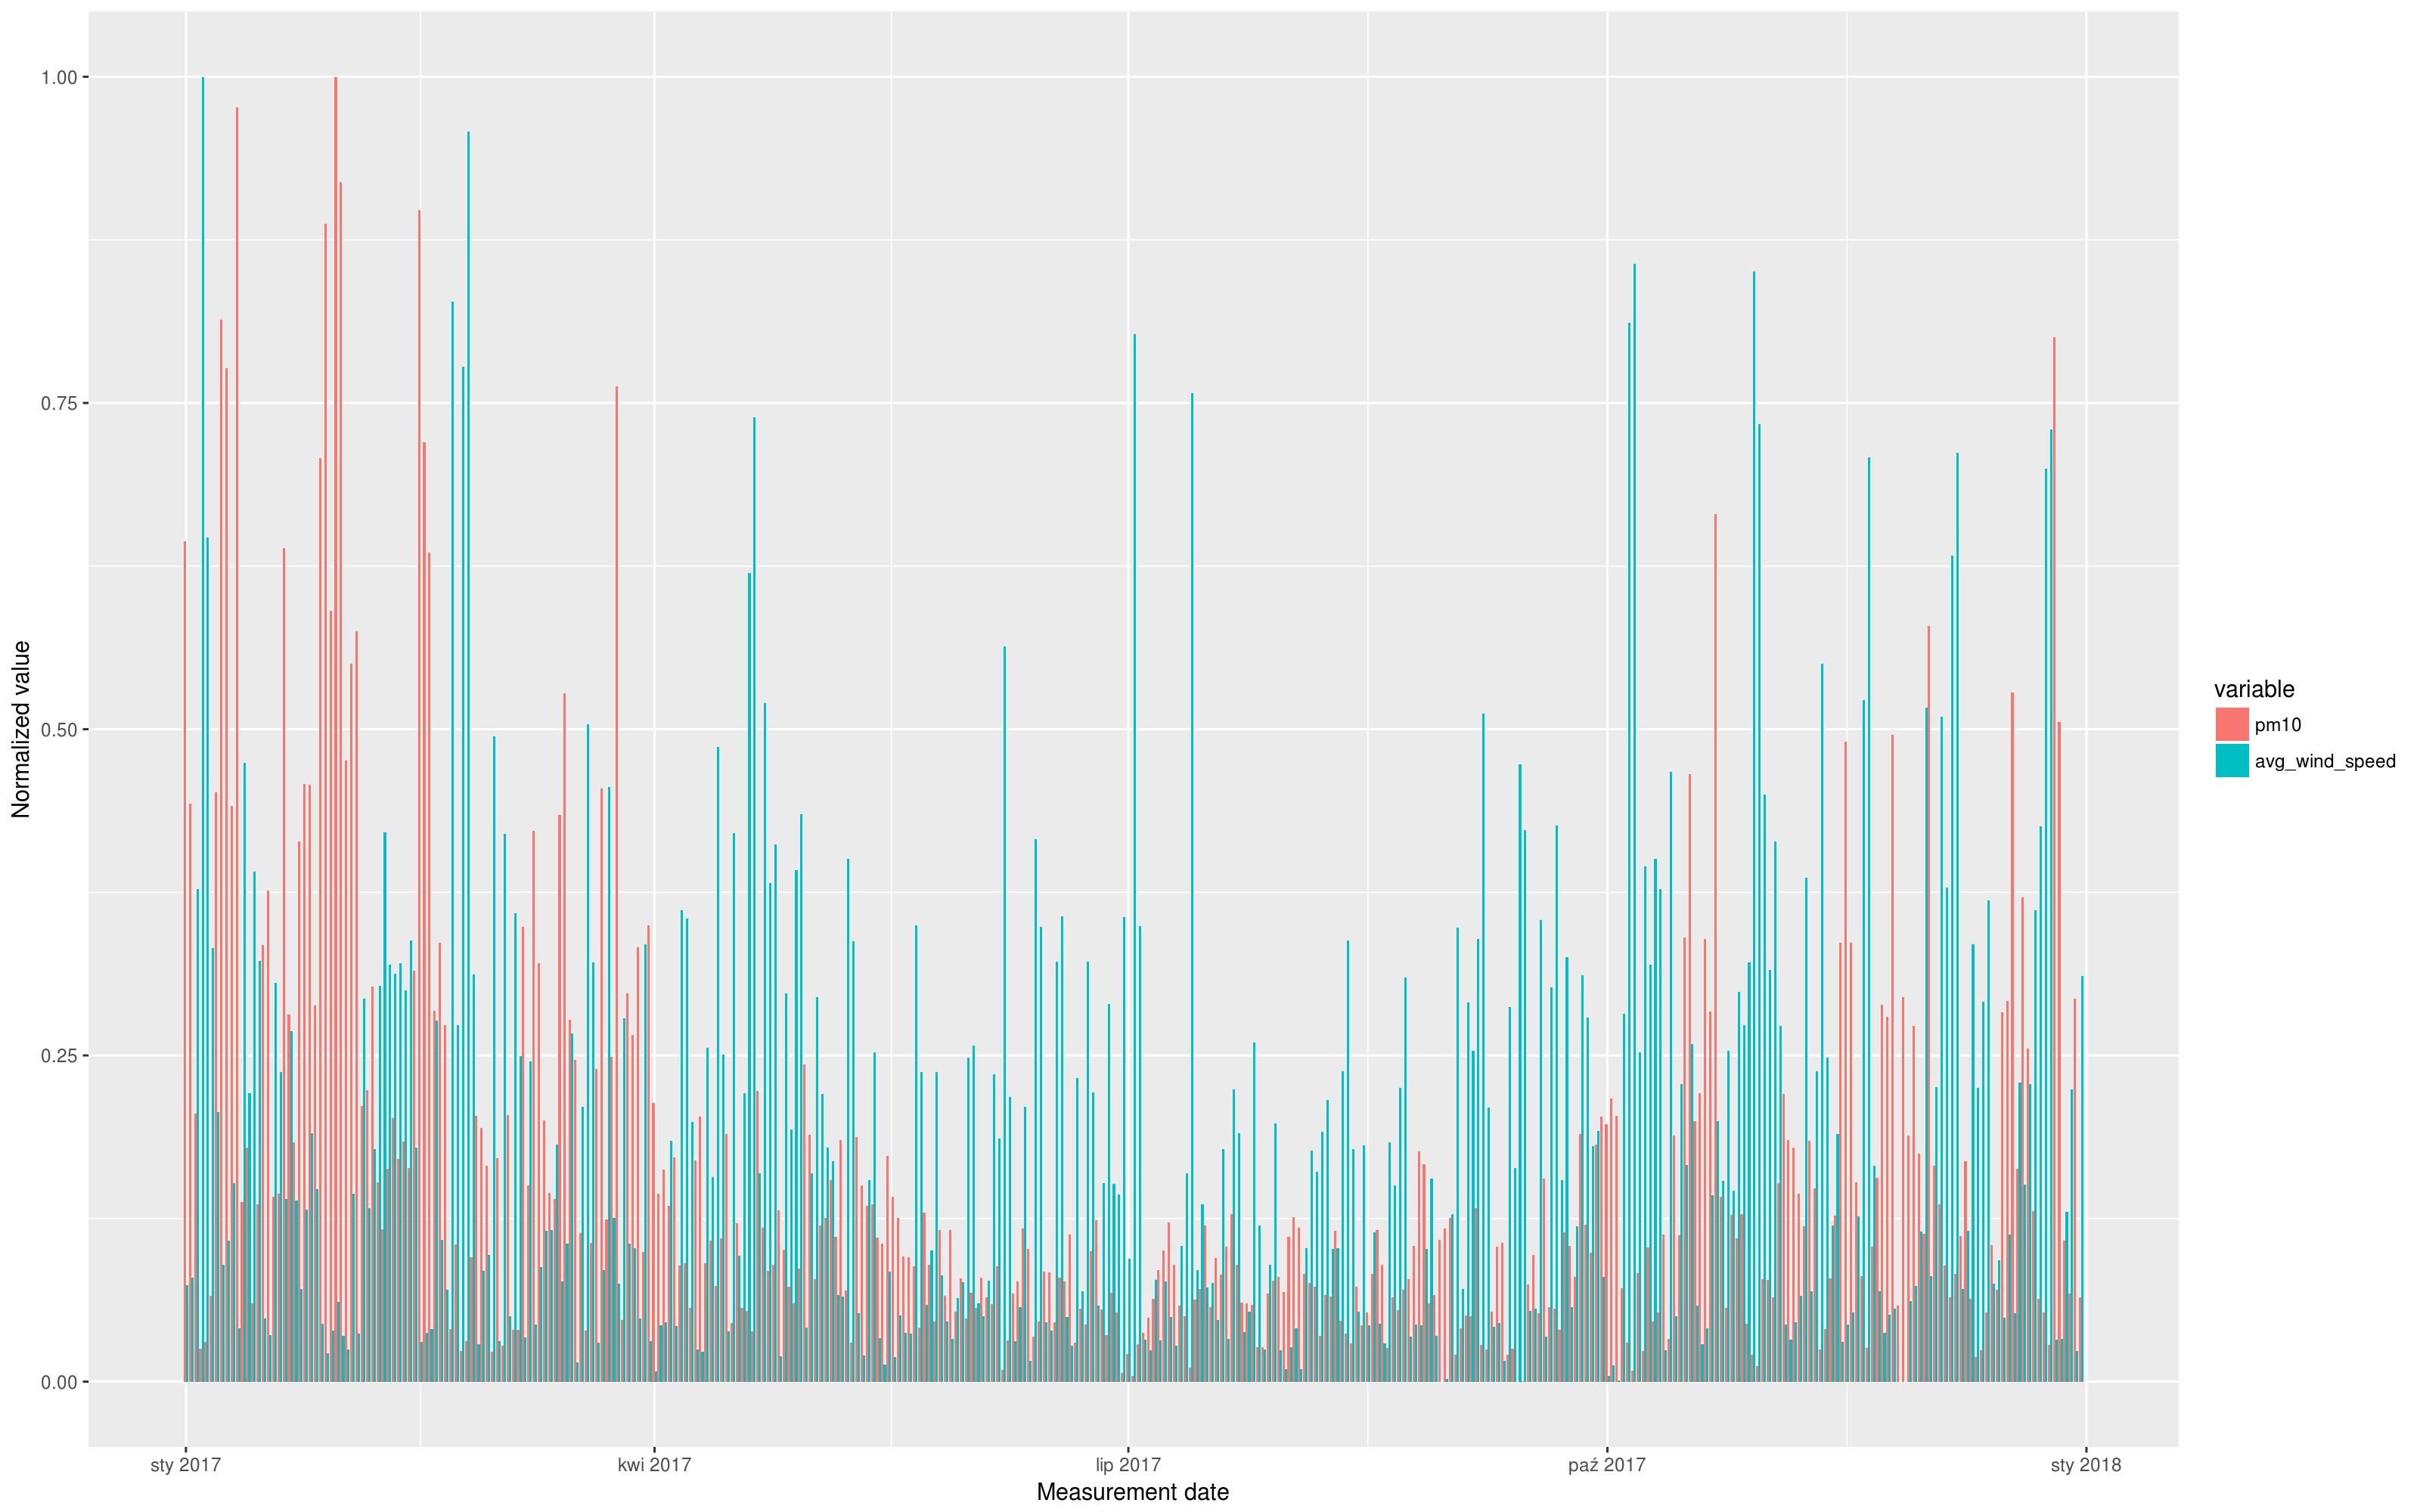 Normalized value
1.00
0.75
0.50
0.25
0.00
sty 2017
kwi 2017
lip 2017
paź 2017
sty 2018
Measurement date
variable
pm10
avg_wind_speed